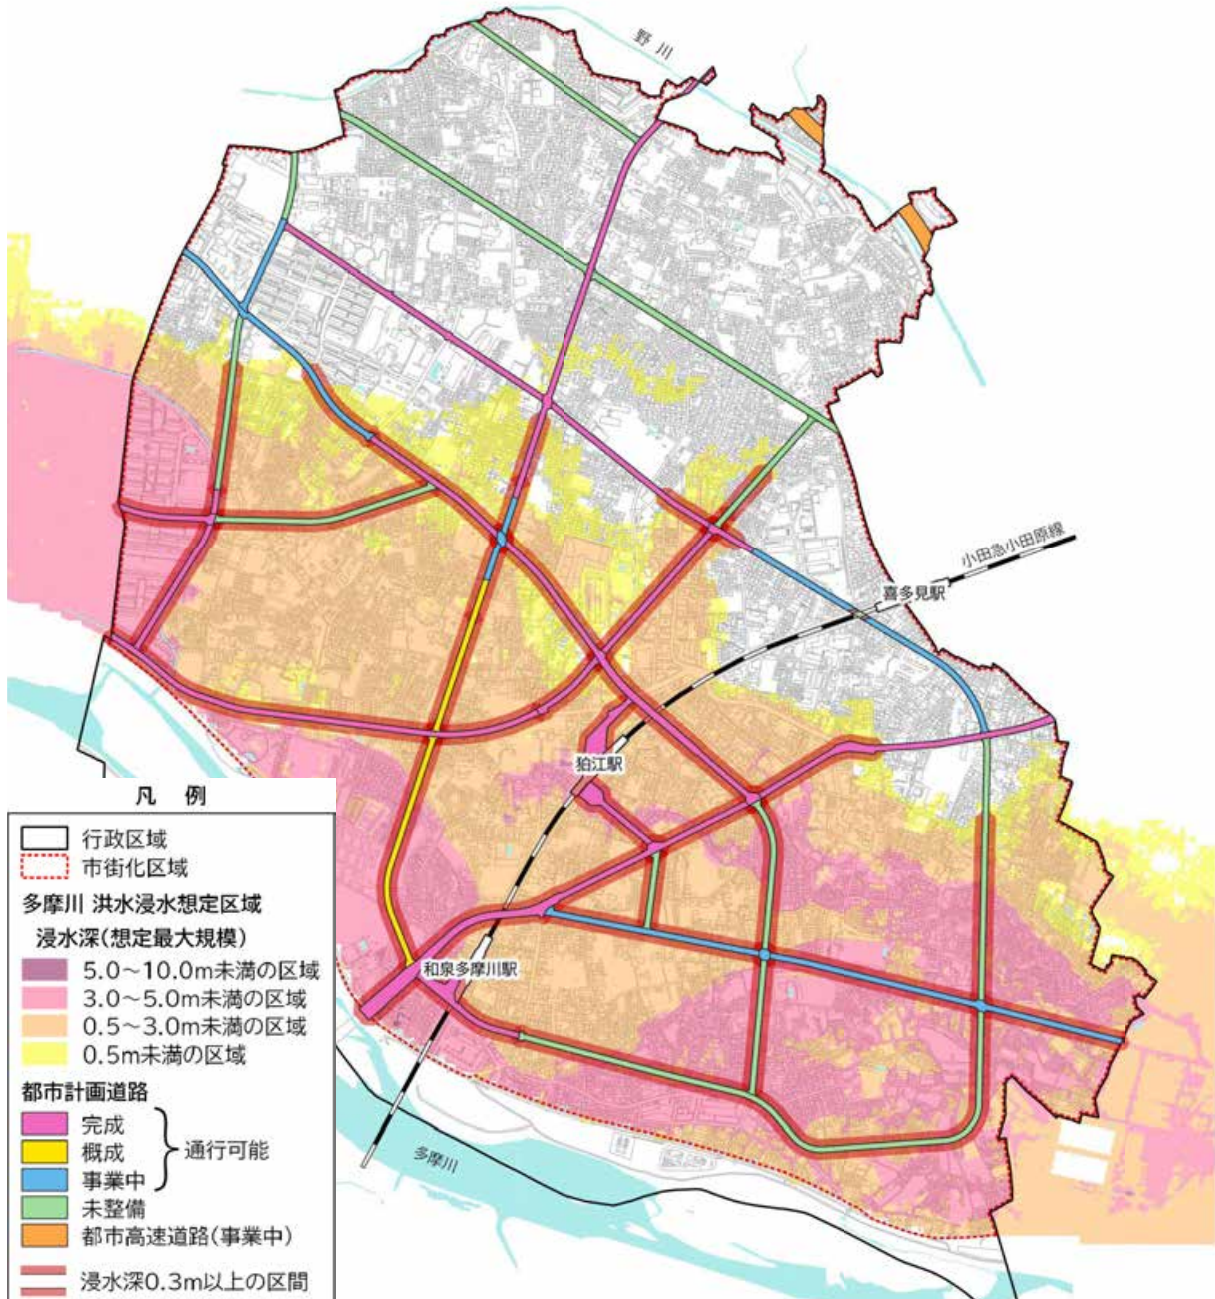 野川
小田急小田原線
喜多見駅
狛江駅
和泉多摩川駅
多摩川
凡 例
行政区域
市街化区域
多摩川 洪水浸水想定区域
浸水深(想定最大規模)
5.0～10.0m未満の区域
3.0～5.0m未満の区域
0.5～3.0m未満の区域
0.5m未満の区域
都市計画道路
完成
概成
通行可能
事業中
未整備
都市高速道路(事業中)
浸水深0.3m以上の区間